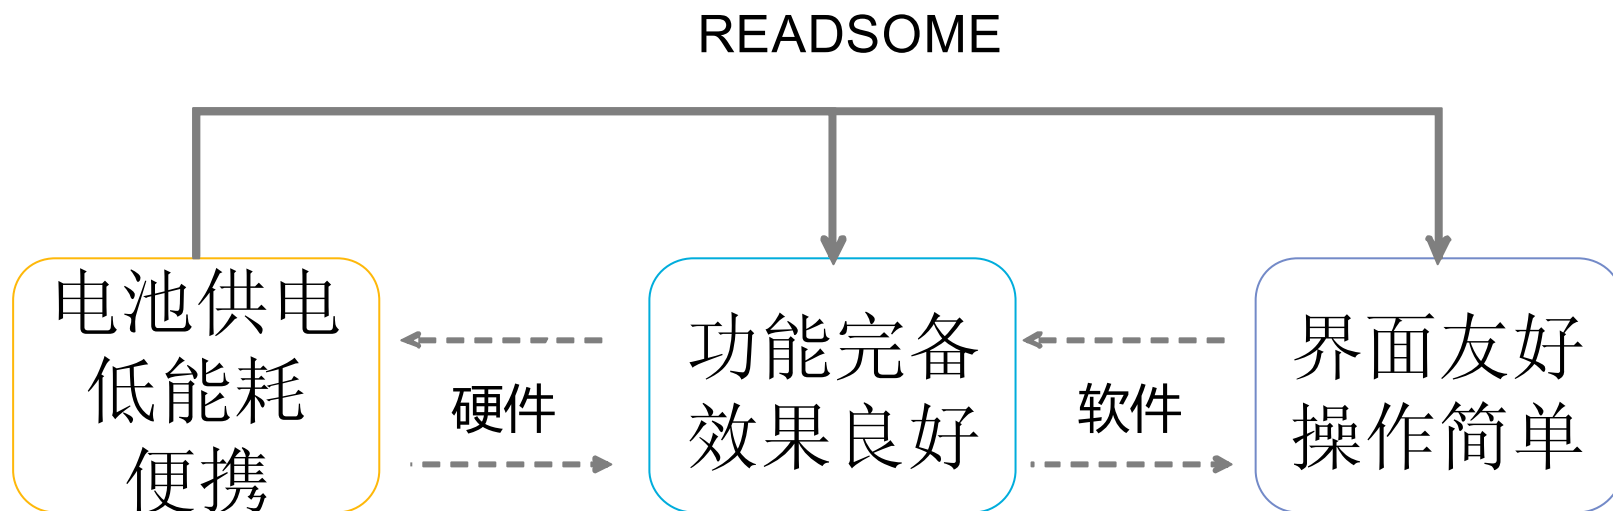 READSOME
电池供电
低能耗
便携
硬件
功能完备
效果良好
软件
界面友好
操作简单